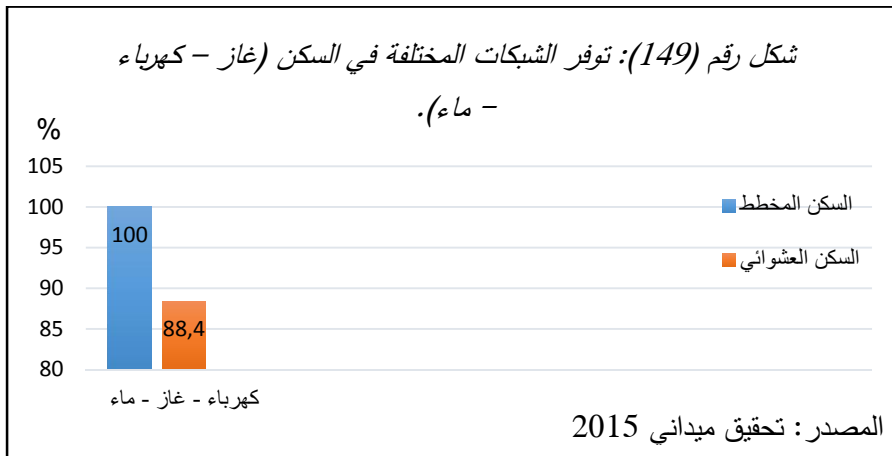 شكل رقم (149): توفر الشبكات المختلفة في السكن (غاز – كهرباء
– ماء).
%
105
100
95
90
85
80
100
88,4
السكن المخطط
السكن العشوائي
كهرباء - غاز - ماء
المصدر: تحقيق ميداني 2015